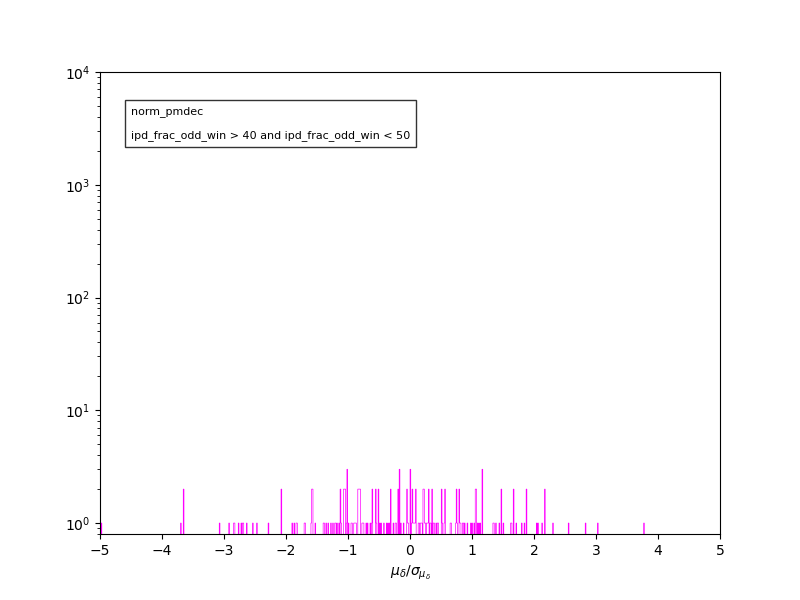 norm_pmdec
ipd_frac_odd_win > 40 and ipd_frac_odd_win < 50
10⁴
10³
10²
10¹
10⁰
−5 −4 −3 −2 −1 0 1 2 3 4 5
μ_δ/σ_μ_δ